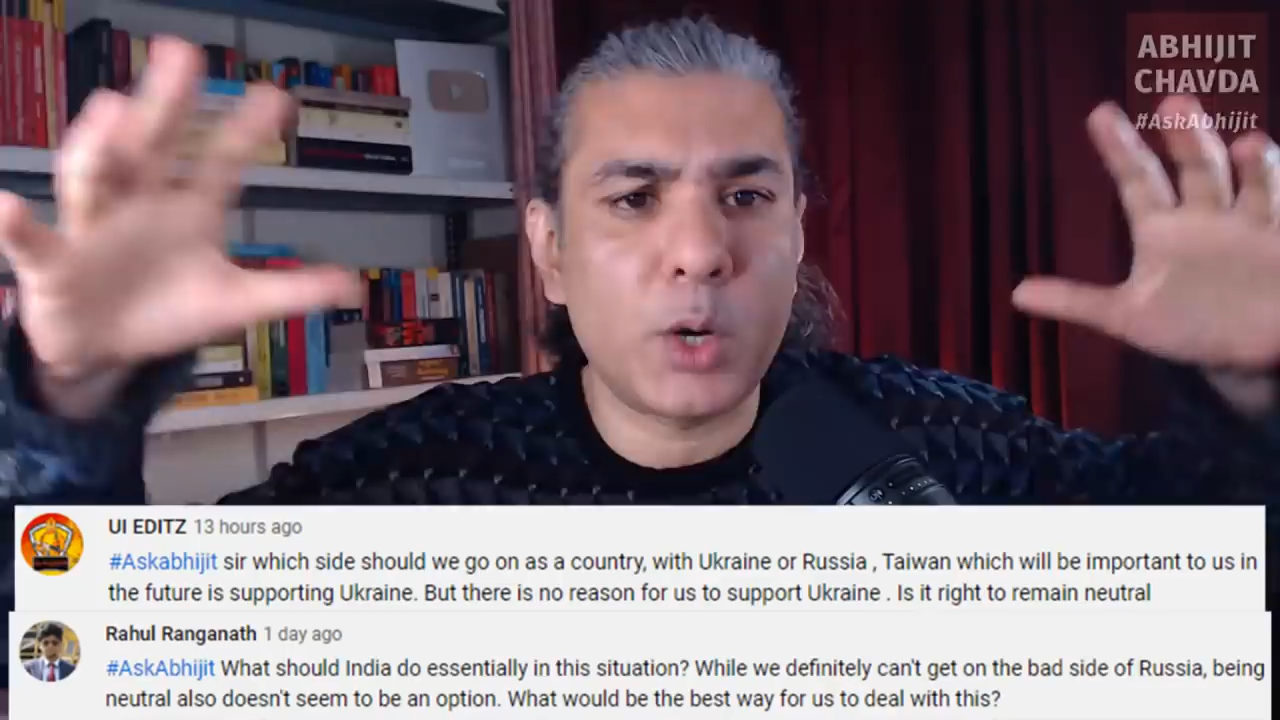 ABHIJIT
CHAVDA
#AskAbhijit
UI EDITZ 13 hours ago
#Askabhijit sir which side should we go on as a country, with Ukraine or Russia , Taiwan which will be important to us in
the future is supporting Ukraine. But there is no reason for us to support Ukraine . Is it right to remain neutral
Rahul Ranganath 1 day ago
#AskAbhijit What should India do essentially in this situation? While we definitely can't get on the bad side of Russia, being
neutral also doesn't seem to be an option. What would be the best way for us to deal with this?